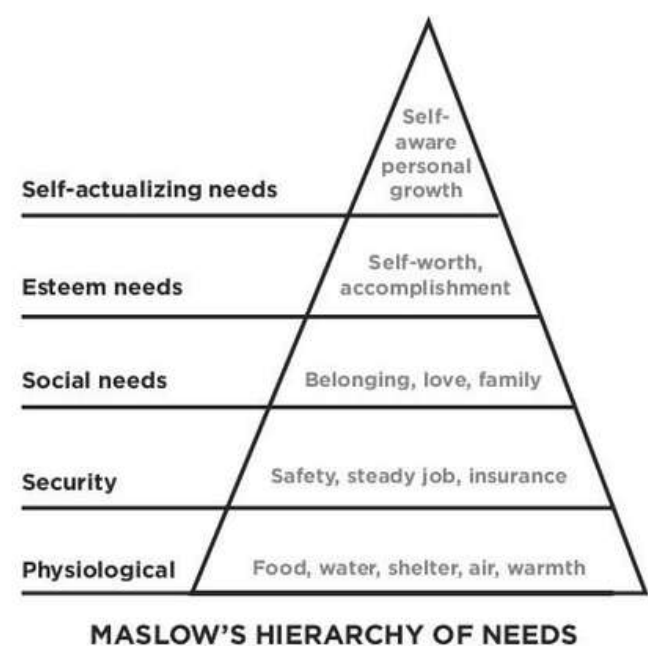 Self-
aware
personal
growth
Self-actualizing needs
Self-worth,
accomplishment
Esteem needs
Social needs
Belonging, love, family
Security
Safety, steady job, insurance
Physiological
Food, water, shelter, air, warmth
MASLOW'S HIERARCHY OF NEEDS